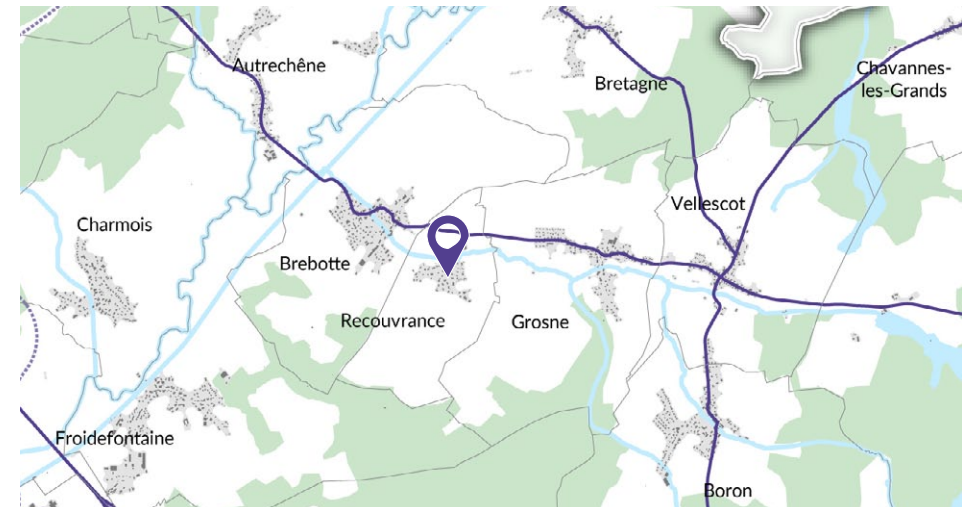 Autrechêne
Bretagne
Chavannes-
les-Grands
Vellescot
Charmois
Brebotte
Recouvrance
Grosne
Froidefontaine
Boron